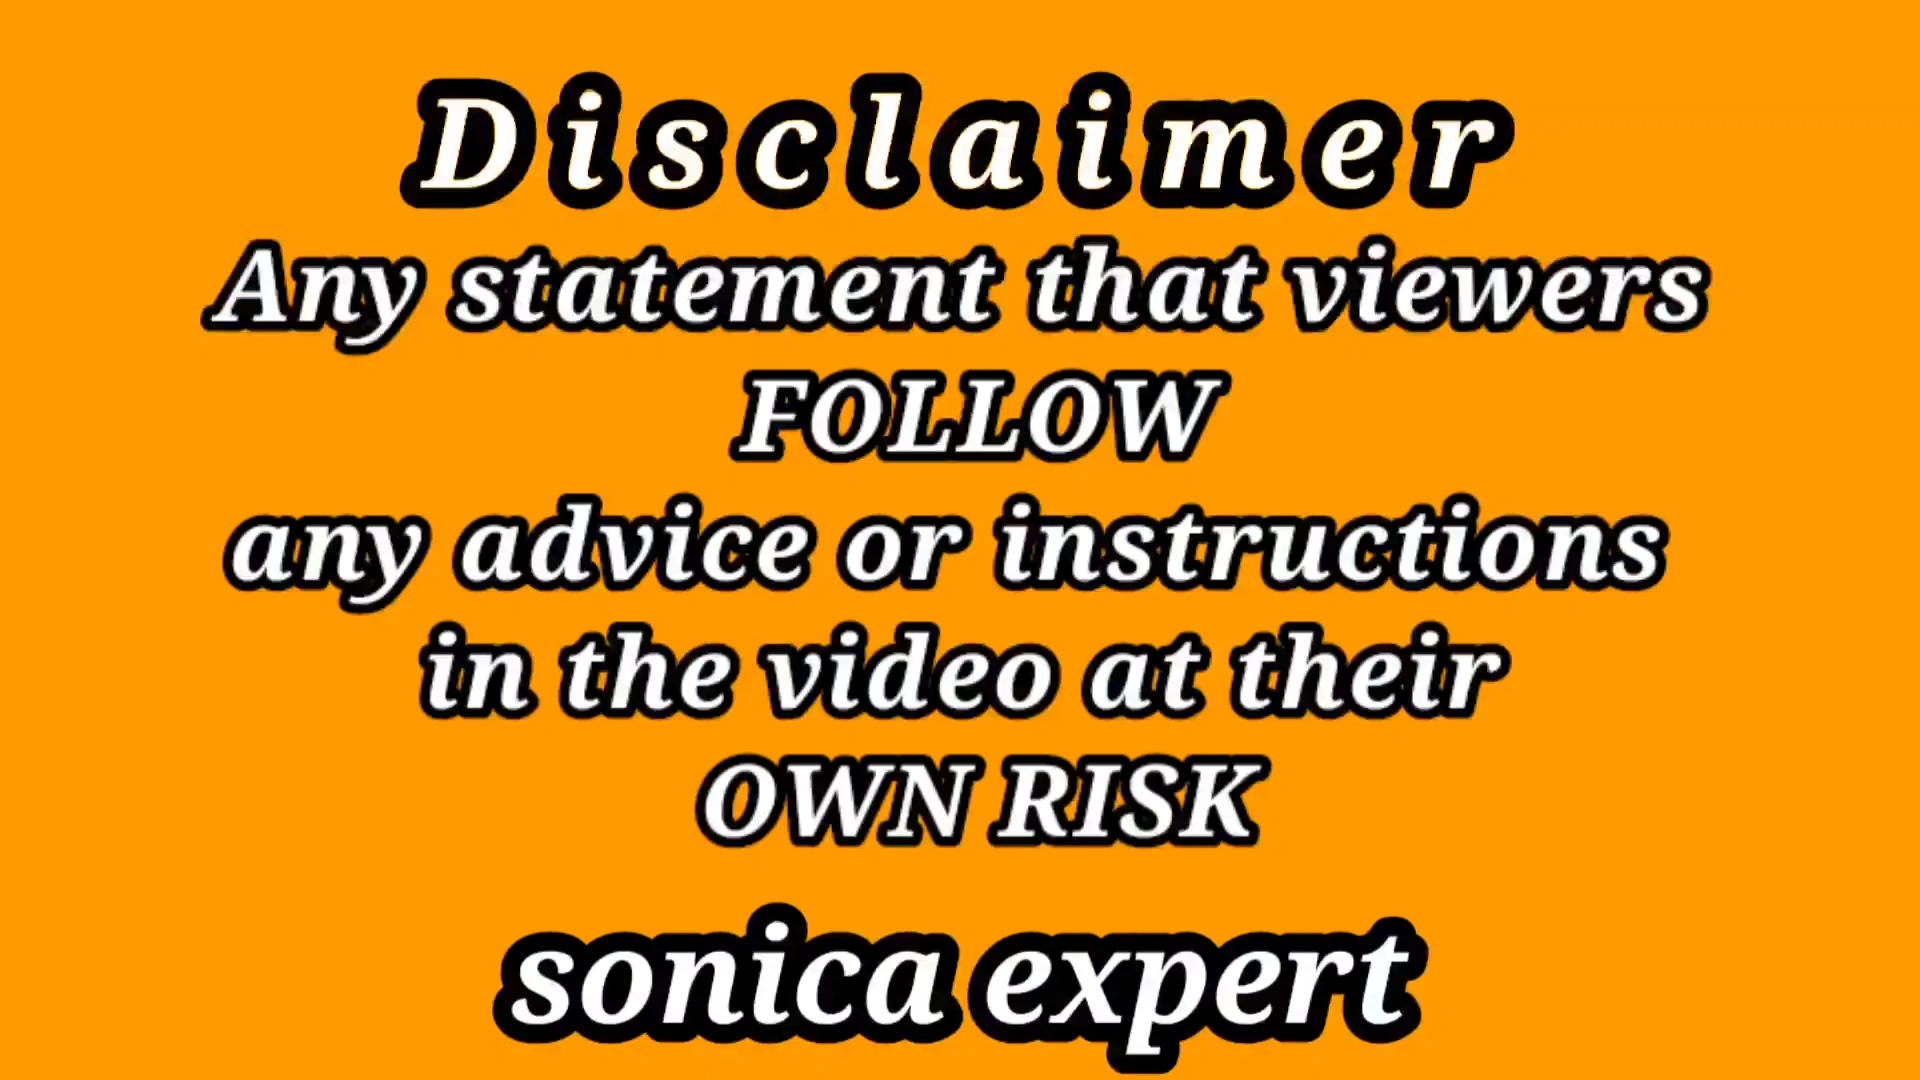 Disclaimer
Any statement that viewers
FOLLOW
any advice or instructions
in the video at their
OWN RISK
sonica expert